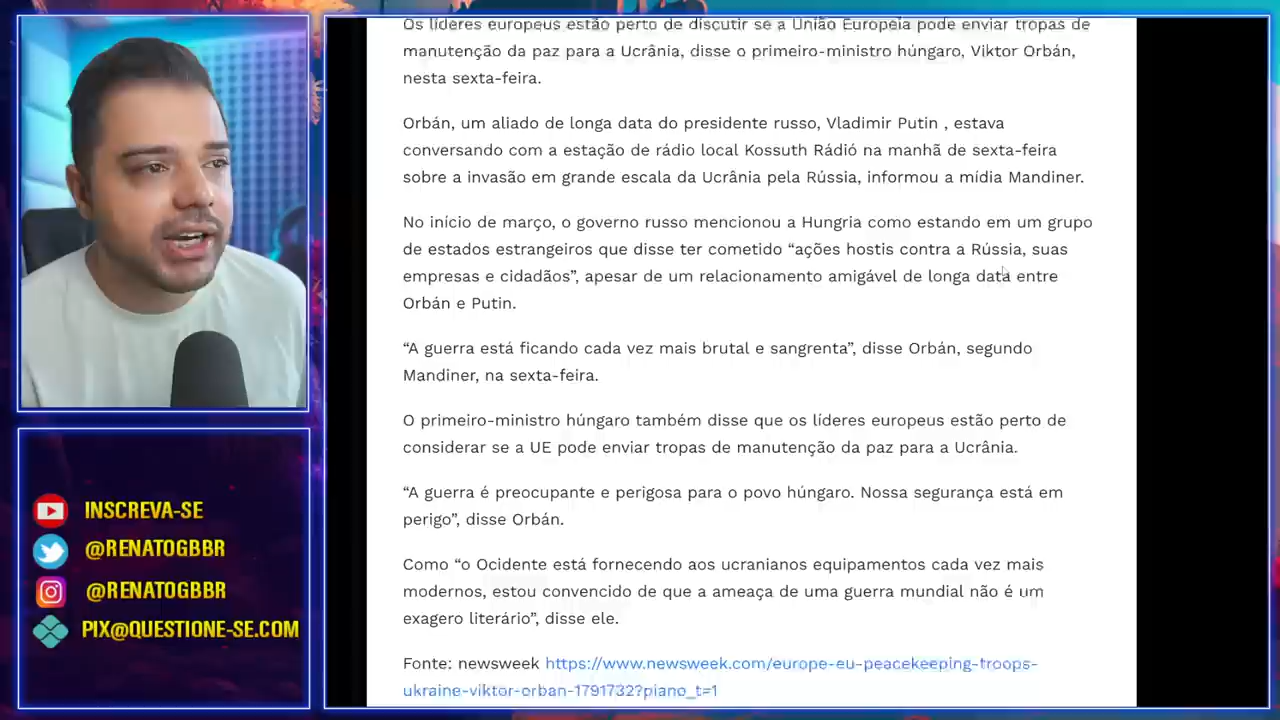 Os líderes europeus estão perto de discutir se a União Europeia pode enviar tropas de
manutenção da paz para a Ucrânia, disse o primeiro-ministro húngaro, Viktor Orbán,
nesta sexta-feira.
Orbán, um aliado de longa data do presidente russo, Vladimir Putin , estava
conversando com a estação de rádio local Kossuth Rádió na manhã de sexta-feira
sobre a invasão em grande escala da Ucrânia pela Rússia, informou a mídia Mandiner.
No início de março, o governo russo mencionou a Hungria como estando em um grupo
de estados estrangeiros que disse ter cometido “ações hostis contra a Rússia, suas
empresas e cidadãos”, apesar de um relacionamento amigável de longa data entre
Orbán e Putin.
“A guerra está ficando cada vez mais brutal e sangrenta”, disse Orbán, segundo
Mandiner, na sexta-feira.
O primeiro-ministro húngaro também disse que os líderes europeus estão perto de
considerar se a UE pode enviar tropas de manutenção da paz para a Ucrânia.
“A guerra é preocupante e perigosa para o povo húngaro. Nossa segurança está em
perigo”, disse Orbán.
Como “o Ocidente está fornecendo aos ucranianos equipamentos cada vez mais
modernos, estou convencido de que a ameaça de uma guerra mundial não é um
exagero literário”, disse ele.
Fonte: newsweek https://www.newsweek.com/europe-eu-peacekeeping-troops-
ukraine-viktor-orban-1791732?piano_t=1
INSCREVA-SE
@RENATOGBBR
@RENATOGBBR
PIX@QUESTIONE-SE.COM